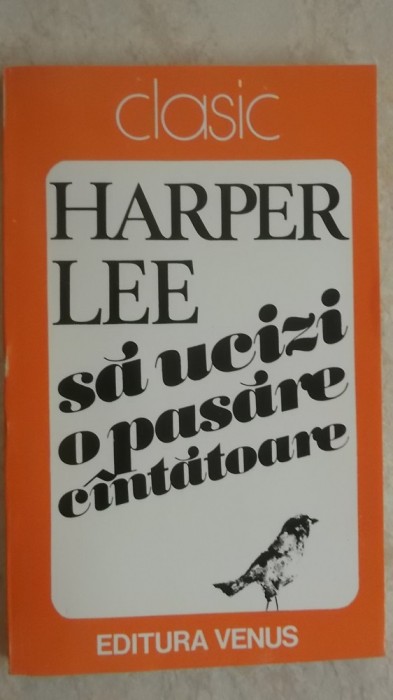 clasic
HARPER
LEE
să ucizi
o pasăre
cîntătoare
EDITURA VENUS